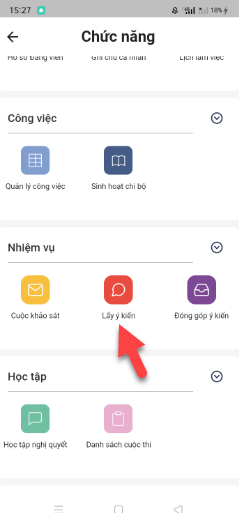 15:27
18%
Chức năng
Hồ sơ Đảng viên Ghi chú cá nhân Lịch làm việc
Công việc
Quản lý công việc Sinh hoạt chi bộ
Nhiệm vụ
Cuộc khảo sát Lấy ý kiến Đóng góp ý kiến
Học tập
Học tập nghị quyết Danh sách cuộc thi